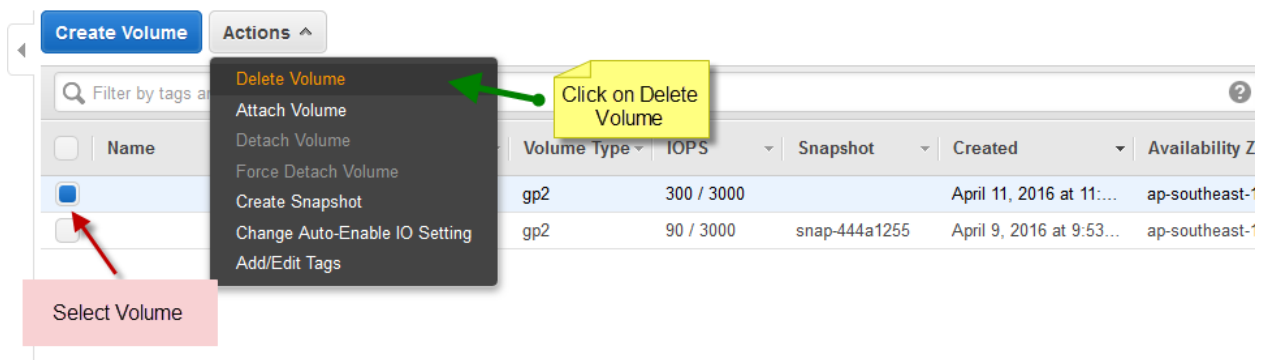 Create Volume
Actions
Filter by tags
Delete Volume
Attach Volume
Detach Volume
Force Detach Volume
Create Snapshot
Change Auto-Enable IO Setting
Add/Edit Tags
Click on Delete
Volume
Name Volume Type IOPS Snapshot Created Availability Z
gp2 300 / 3000 April 11, 2016 at 11:... ap-southeast-1
gp2 90 / 3000 snap-444a1255 April 9, 2016 at 9:53... ap-southeast-1
Select Volume